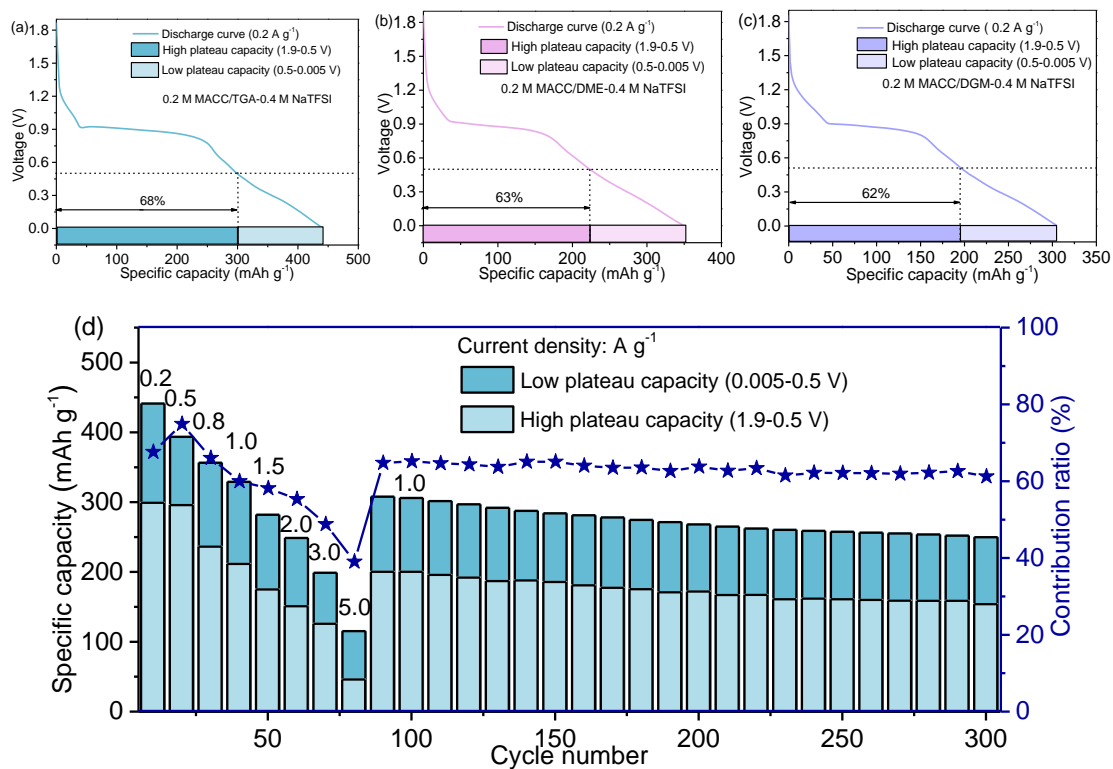 (a)
Discharge curve (0.2 A g⁻¹)
High plateau capacity (1.9-0.5 V)
Low plateau capacity (0.5-0.005 V)
0.2 M MACC/TGA-0.4 M NaTFSI
68%
Voltage (V)
1.8
1.5
1.2
0.9
0.6
0.3
0.0
0 100 200 300 400 500
Specific capacity (mAh g⁻¹)
(b)
Discharge curve (0.2 A g⁻¹)
High plateau capacity (1.9-0.5 V)
Low plateau capacity (0.5-0.005 V)
0.2 M MACC/DME-0.4 M NaTFSI
63%
Voltage (V)
1.8
1.5
1.2
0.9
0.6
0.3
0.0
0 100 200 300 400
Specific capacity (mAh g⁻¹)
(c)
Discharge curve ( 0.2 A g⁻¹)
High plateau capacity (1.9-0.5 V)
Low plateau capacity (0.5-0.005 V)
0.2 M MACC/DGM-0.4 M NaTFSI
62%
Voltage (V)
1.8
1.5
1.2
0.9
0.6
0.3
0.0
0 50 100 150 200 250 300 350
Specific capacity (mAh g⁻¹)
(d)
Current density: A g⁻¹
Low plateau capacity (0.005-0.5 V)
High plateau capacity (1.9-0.5 V)
0.2
0.5
0.8
1.0
1.5
2.0
3.0
5.0
1.0
Specific capacity (mAh g⁻¹)
500
400
300
200
100
0
Contribution ratio (%)
100
80
60
40
20
0
50 100 150 200 250 300
Cycle number